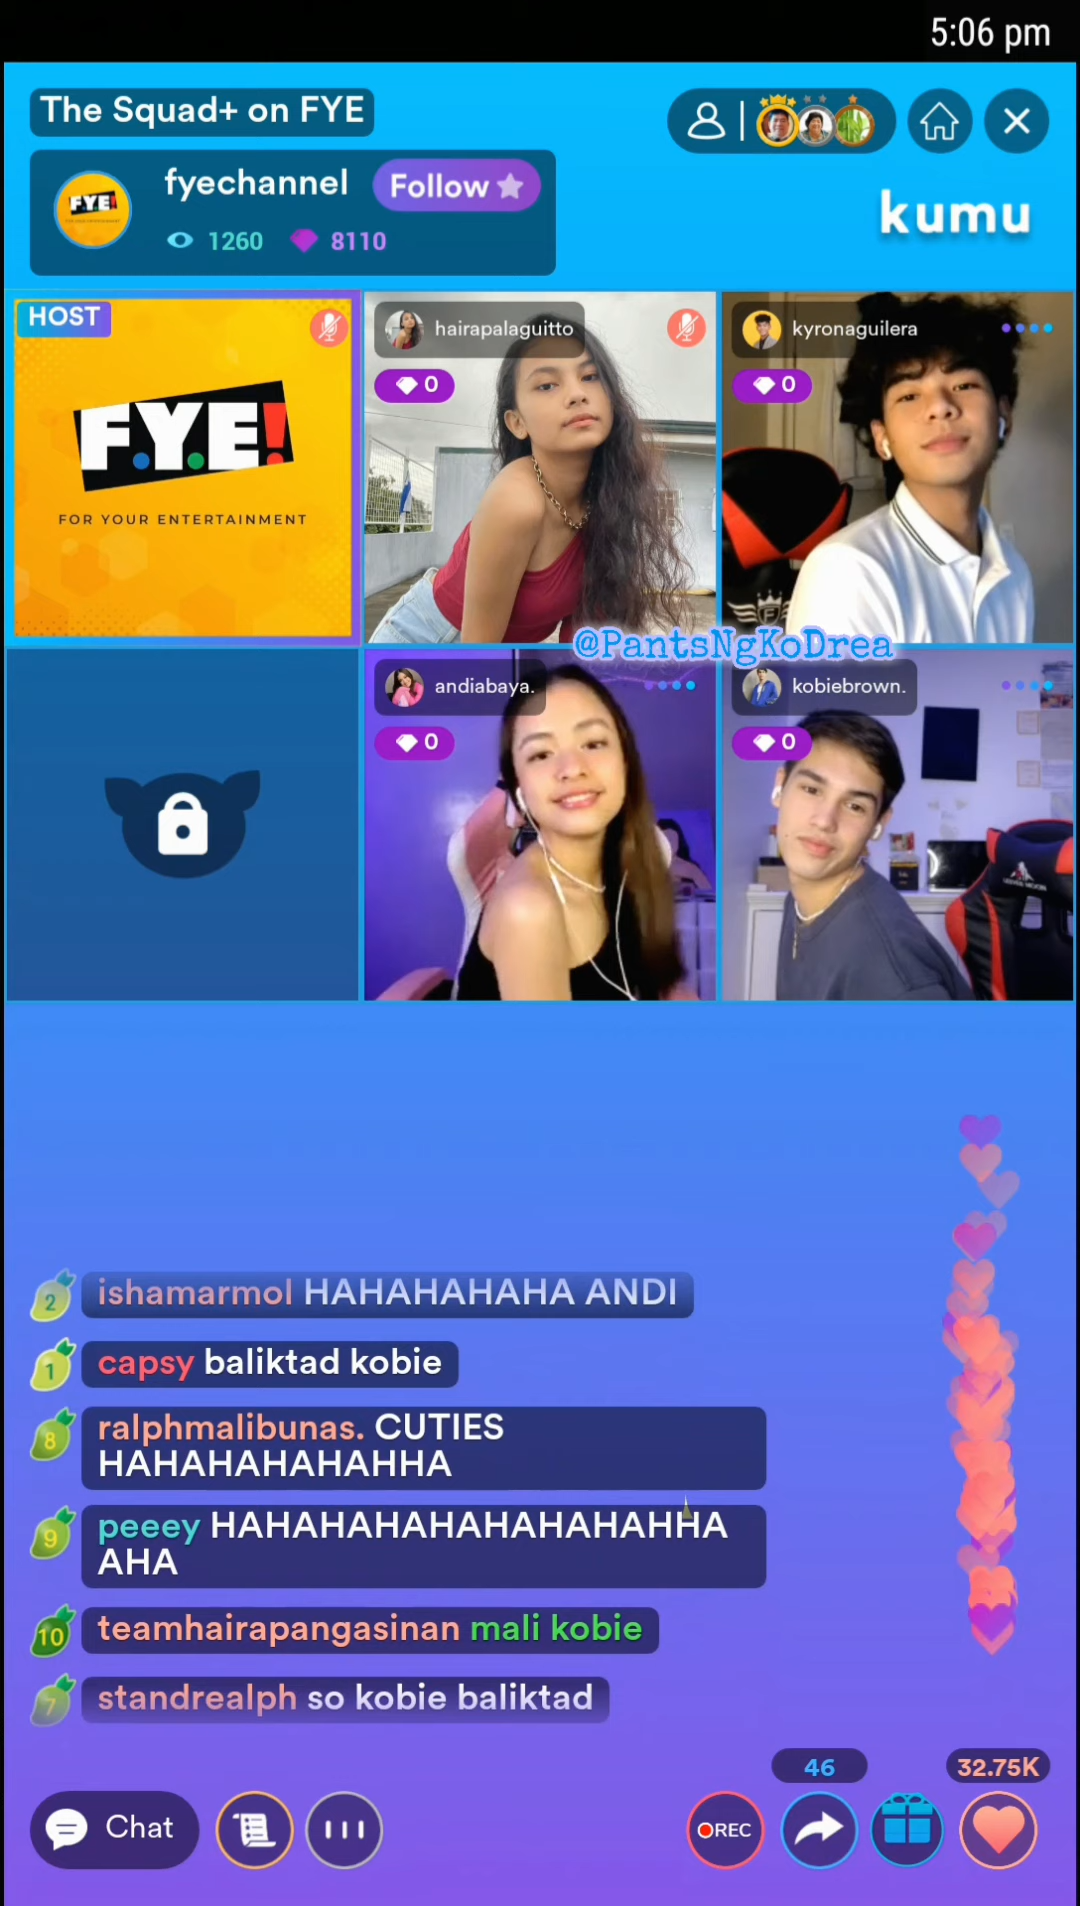 5:06 pm
The Squad+ on FYE
fyechannel Follow
1260 8110
kumu
HOST
F.Y.E!
FOR YOUR ENTERTAINMENT
hairapalaguitto
0
kyronaguilera
0
@PantsNgKoDrea
andiabaya.
0
kobiebrown.
0
2 ishamarmol HAHAHAHAHA ANDI
1 capsy baliktad kobie
8 ralphmalibunas. CUTIES
HAHAHAHAHAHHA
9 peeey HAHAHAHAHAHAHAHAHHA
AHA
10 teamhairapangasinan mali kobie
7 standrealph so kobie baliktad
46 32.75K
Chat REC